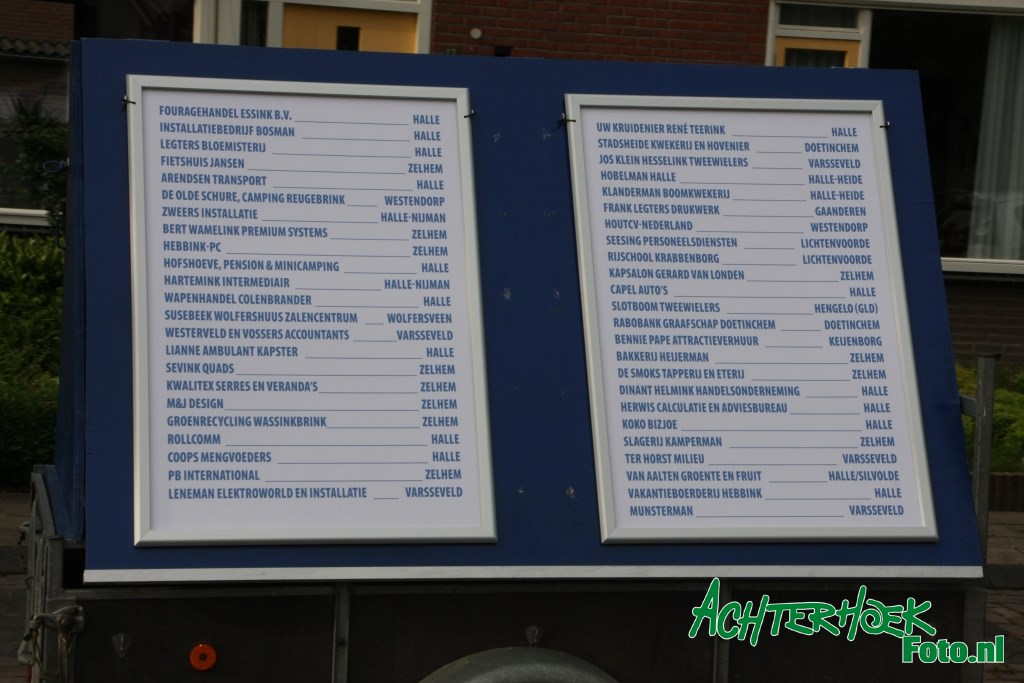 FOURAGEHANDEL ESSINK B.V. HALLE
INSTALLATIEBEDRIJF BOSMAN HALLE
LEGTERS BLOEMISTERIJ HALLE
FIETSHUIS JANSEN ZELHEM
ARENDSEN TRANSPORT HALLE
DE OLDE SCHURE, CAMPING REUGEBRINK WESTENDORP
ZWEERS INSTALLATIE HALLE-NIJMAN
BERT WAMELINK PREMIUM SYSTEMS ZELHEM
HEBBINK-PC ZELHEM
HOFSHOEVE, PENSION & MINICAMPING HALLE
HARTEMINK INTERMEDIAIR HALLE-NIJMAN
WAPENHANDEL COLENBRANDER HALLE
SUSEBEEK WOLFERSHUUS ZALENCENTRUM WOLFERSVEEN
WESTERVELD EN VOSSERS ACCOUNTANTS VARSSEVELD
LIANNE AMBULANT KAPSTER HALLE
SEVINK QUADS ZELHEM
KWALITEX SERRES EN VERANDA'S ZELHEM
M&J DESIGN ZELHEM
GROENRECYCLING WASSINKBRINK ZELHEM
ROLLCOMM HALLE
COOPS MENGVOEDERS HALLE
PB INTERNATIONAL ZELHEM
LENEMAN ELEKTROWORLD EN INSTALLATIE VARSSEVELD
UW KRUIDENIER RENÉ TEERINK HALLE
STADSHEIDE KWEKERIJ EN HOVENIER DOETINCHEM
JOS KLEIN HESSELINK TWEEWIELERS VARSSEVELD
HOBELMAN HALLE HALLE-HEIDE
KLANDERMAN BOOMKWEKERIJ HALLE-HEIDE
FRANK LEGTERS DRUKWERK GAANDEREN
HOUTCV-NEDERLAND WESTENDORP
SEESING PERSONEELSDIENSTEN LICHTENVOORDE
RIJSCHOOL KRABBENBORG LICHTENVOORDE
KAPSALON GERARD VAN LONDEN ZELHEM
CAPEL AUTO'S HALLE
SLOTBOOM TWEEWIELERS HENGELO (GLD)
RABOBANK GRAAFSCHAP DOETINCHEM DOETINCHEM
BENNIE PAPE ATTRACTIEVERHUUR KEIJENBORG
BAKKERIJ HEIJERMAN ZELHEM
DE SMOKS TAPPERIJ EN ETERIJ ZELHEM
DINANT HELMINK HANDELSONDERNEMING HALLE
HERWIS CALCULATIE EN ADVIESBUREAU HALLE
KOKO BIZJOE HALLE
SLAGERIJ KAMPERMAN ZELHEM
TER HORST MILIEU VARSSEVELD
VAN AALTEN GROENTE EN FRUIT HALLE/SILVOLDE
VAKANTIEBOERDERIJ HEBBINK HALLE
MUNSTERMAN VARSSEVELD
ACHTERHOEK
FOTO.nl